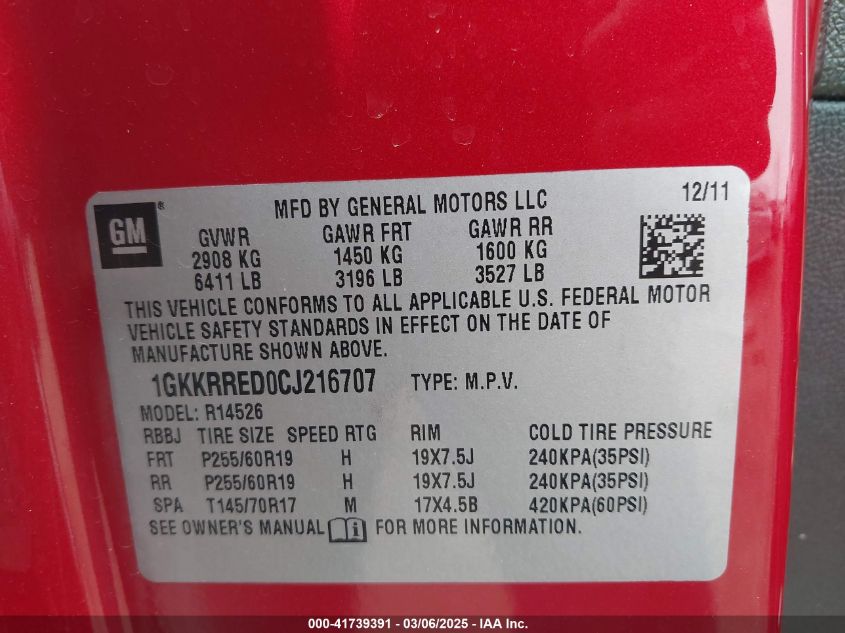 GM ®
MFD BY GENERAL MOTORS LLC 12/11
GVWR GAWR FRT GAWR RR
2908 KG 1450 KG 1600 KG
6411 LB 3196 LB 3527 LB
THIS VEHICLE CONFORMS TO ALL APPLICABLE U.S. FEDERAL MOTOR
VEHICLE SAFETY STANDARDS IN EFFECT ON THE DATE OF
MANUFACTURE SHOWN ABOVE.
1GKKRRED0CJ216707 TYPE: M.P.V.
MODEL: R14526
RBBJ TIRE SIZE SPEED RTG RIM COLD TIRE PRESSURE
FRT P255/60R19 H 19X7.5J 240KPA(35PSI)
RR P255/60R19 H 19X7.5J 240KPA(35PSI)
SPA T145/70R17 M 17X4.5B 420KPA(60PSI)
SEE OWNER'S MANUAL i FOR MORE INFORMATION.
000-41739391 - 03/06/2025 - IAA Inc.